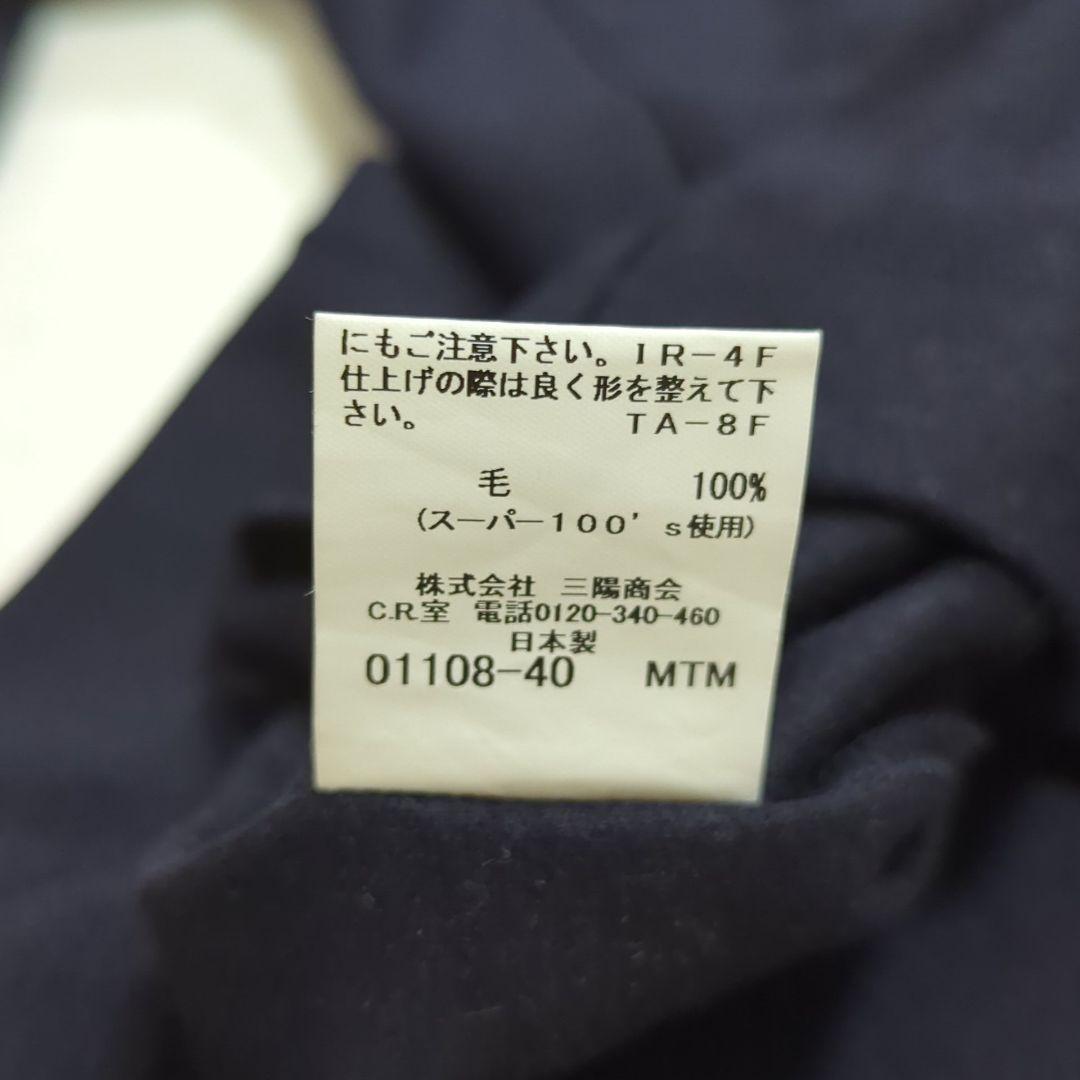 にもご注意下さい。ＩＲ－４Ｆ
仕上げの際は良く形を整えて下
さい。 ＴＡ－８Ｆ
毛 100%
(スーパー１００’ｓ使用)
株式会社 三陽商会
C.R.室 電話0120-340-460
日本製
01108-40 MTM